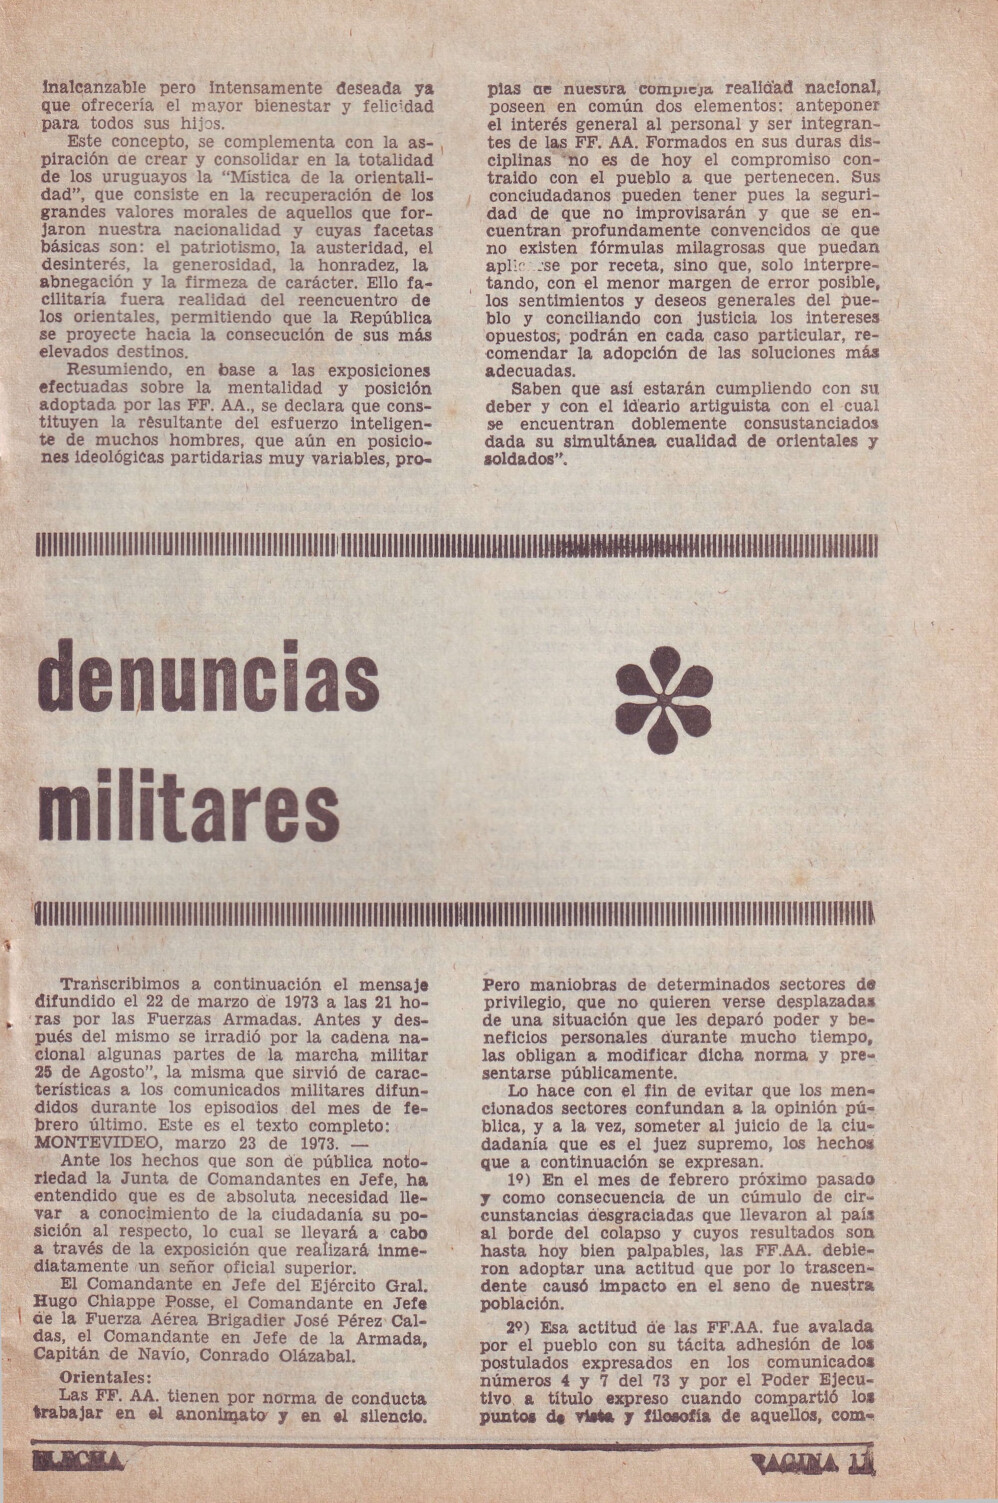 inalcanzable pero intensamente deseada ya
que ofrecería el mayor bienestar y felicidad
para todos sus hijos.
Este concepto, se complementa con la as-
piración de crear y consolidar en la totalidad
de los uruguayos la “Mística de la orientali-
dad”, que consiste en la recuperación de los
grandes valores morales de aquellos que for-
jaron nuestra nacionalidad y cuyas facetas
básicas son: el patriotismo, la austeridad, el
desinterés, la generosidad, la honradez, la
abnegación y la firmeza de carácter. Ello fa-
cilitaría fuera realidad del reencuentro de
los orientales, permitiendo que la República
se proyecte hacia la consecución de sus más
elevados destinos.
Resumiendo, en base a las exposiciones
efectuadas sobre la mentalidad y posición
adoptada por las FF. AA., se declara que cons-
tituyen la résultante del esfuerzo inteligen-
te de muchos hombres, que aún en posicio-
nes ideológicas partidarias muy variables, pro-
pias de nuestra compleja realidad nacional,
poseen en común dos elementos: anteponer
el interés general al personal y ser integran-
tes de las FF. AA. Formados en sus duras dis-
ciplinas no es de hoy el compromiso con-
traido con el pueblo a que pertenecen. Sus
conciudadanos pueden tener pues la seguri-
dad de que no improvisarán y que se en-
cuentran profundamente convencidos de que
no existen fórmulas milagrosas que puedan
se por receta, sino que, solo interpre-
tando, con el menor margen de error posible,
los sentimientos y deseos generales del pue-
blo y conciliando con justicia los intereses
opuestos, podrán en cada caso particular, re-
comendar la adopción de las soluciones más
adecuadas.
Saben que así estarán cumpliendo con su
deber y con el ideario artiguista con el cual
se encuentran doblemente consustanciados
dada su simultánea cualidad de orientales y
soldados”.
denuncias
militares
Transcribimos a continuación el mensaje
difundido el 22 de marzo de 1973 a las 21 ho-
ras por las Fuerzas Armadas. Antes y des-
pués del mismo se irradió por la cadena na-
cional algunas partes de la marcha militar
25 de Agosto”, la misma que sirvió de carac-
terísticas a los comunicados militares difun-
didos durante los episodios del mes de fe-
brero último. Este es el texto completo:
MONTEVIDEO, marzo 23 de 1973. —
Ante los hechos que son de pública noto-
riedad la Junta de Comandantes en Jefe, ha
entendido que es de absoluta necesidad lle-
var a conocimiento de la ciudadanía su po-
sición al respecto, lo cual se llevará a cabo
a través de la exposición que realizará inme-
diatamente un señor oficial superior.
El Comandante en Jefe del Ejército Gral.
Hugo Chiappe Posse, el Comandante en Jefe
de la Fuerza Aérea Brigadier José Pérez Cal-
das, el Comandante en Jefe de la Armada,
Capitán de Navío, Conrado Olázabal.
Orientales:
Las FF. AA. tienen por norma de conducta
trabajar en el anonimato y en el silencio.
Pero maniobras de determinados sectores de
privilegio, que no quieren verse desplazadas
de una situación que les deparó poder y be-
neficios personales durante mucho tiempo,
las obligan a modificar dicha norma y pre-
sentarse públicamente.
Lo hace con el fin de evitar que los men-
cionados sectores confundan a la opinión pú-
blica, y a la vez, someter al juicio de la ciu-
dadanía que es el juez supremo, los hechos
que a continuación se expresan.
1º) En el mes de febrero próximo pasado
y como consecuencia de un cúmulo de cir-
cunstancias desgraciadas que llevaron al país
al borde del colapso y cuyos resultados son
hasta hoy bien palpables, las FF.AA. debie-
ron adoptar una actitud que por lo trascen-
dente causó impacto en el seno de nuestra
población.
2º) Esa actitud de las FF.AA. fue avalada
por el pueblo con su tácita adhesión de los
postulados expresados en los comunicados
números 4 y 7 del 73 y por el Poder Ejecu-
tivo a título expreso cuando compartió los
puntos de vista y filosofía de aquellos, com-
FLECHA
PAGINA 11